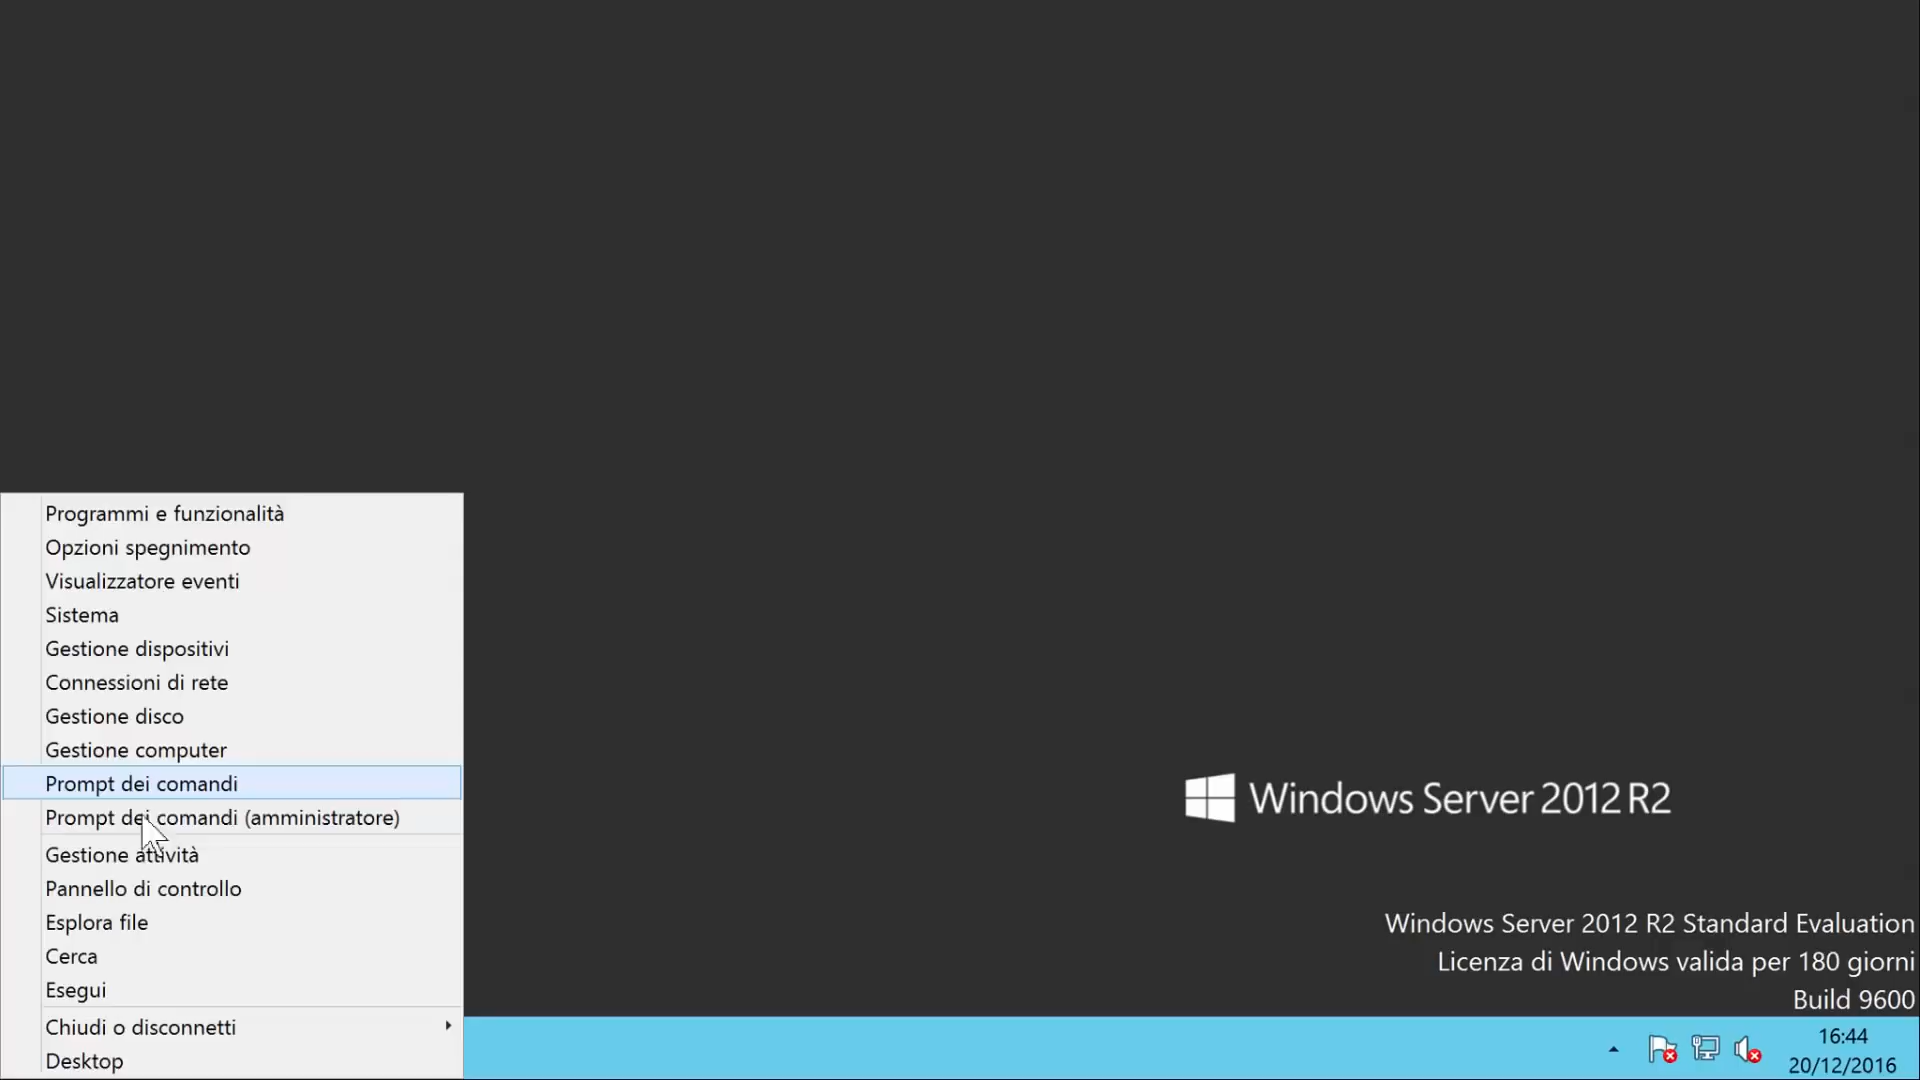 Programmi e funzionalità
Opzioni spegnimento
Visualizzatore eventi
Sistema
Gestione dispositivi
Connessioni di rete
Gestione disco
Gestione computer
Prompt dei comandi
Prompt dei comandi (amministratore)
Gestione attività
Pannello di controllo
Esplora file
Cerca
Esegui
Chiudi o disconnetti
Desktop
Windows Server 2012 R2
Windows Server 2012 R2 Standard Evaluation
Licenza di Windows valida per 180 giorni
Build 9600
16:44
20/12/2016